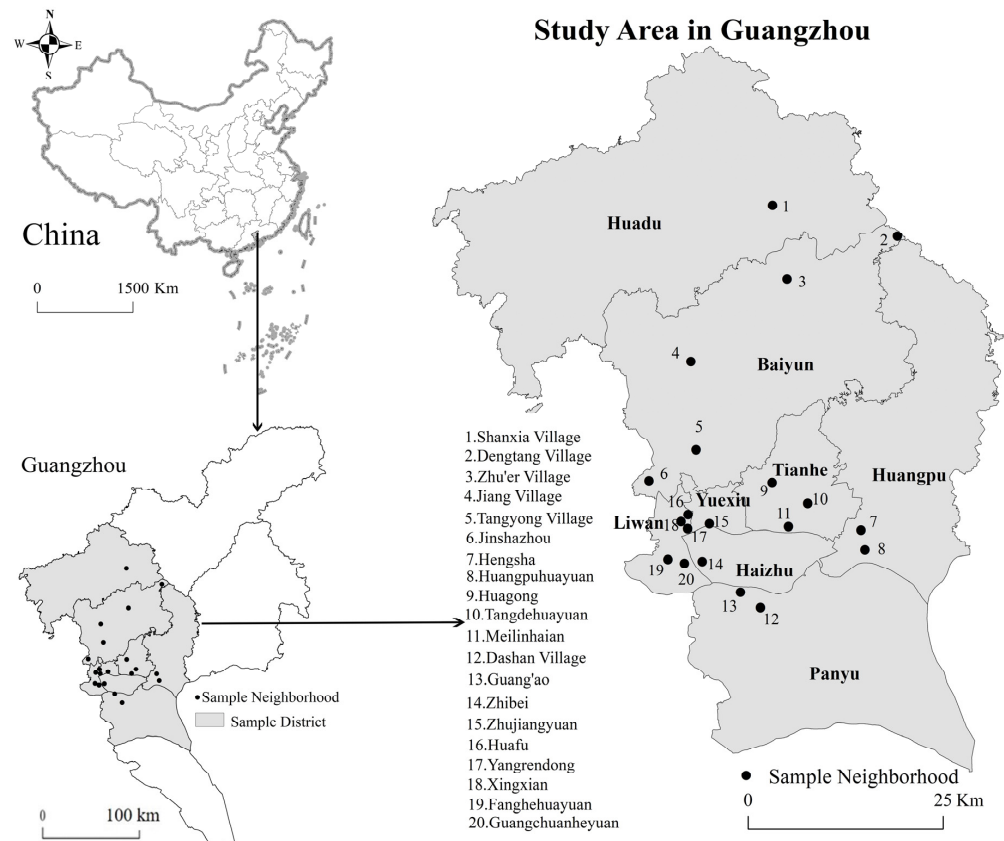 Study Area in Guangzhou
N
W
E
S
China
0
1500 Km
Guangzhou
Sample Neighborhood
Sample District
0
100 km
1.Shanxia Village
2.Dengtang Village
3.Zhu'er Village
4.Jiang Village
5.Tangyong Village
6.Jinshazhou
7.Hengsha
8.Huangpuhuayuan
9.Huagong
10.Tangdehuayuan
11.Meilinhaian
12.Dashan Village
13.Guang'ao
14.Zhibei
15.Zhujiangyuan
16.Huafu
17.Yangrendong
18.Xingxian
19.Fanghehuayuan
20.Guangchuanheyuan
Huadu
1
2
3
4
Baiyun
5
6
Tianhe
9
10
Huangpu
16
Yuexiu
Liwan
18
15
11
7
17
8
19
20
14
Haizhu
13
12
Panyu
Sample Neighborhood
0
25 Km